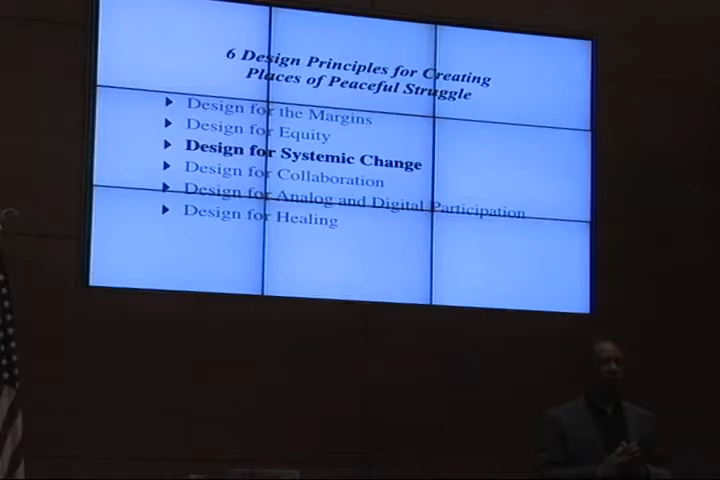 6 Design Principles for Creating
Places of Peaceful Struggle
Design for the Margins
Design for Equity
Design for Systemic Change
Design for Collaboration
Design for Analog and Digital Participation
Design for Healing